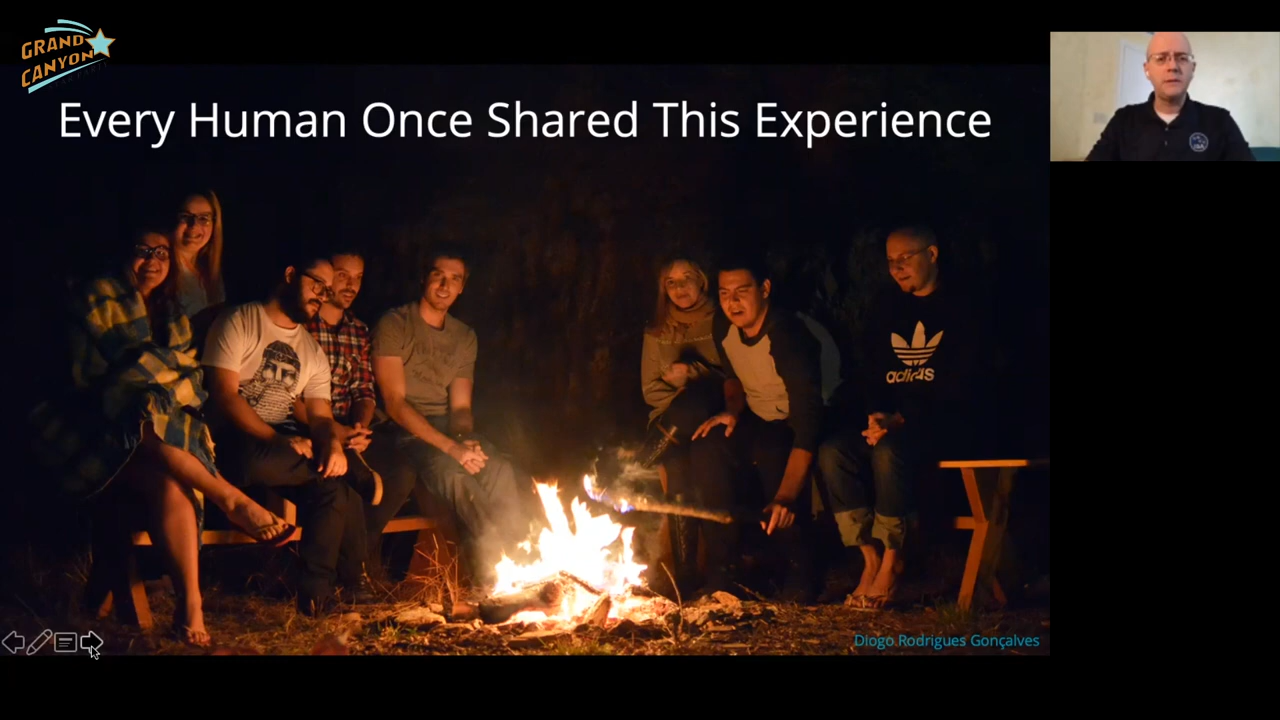 GRAND
CANYON
Every Human Once Shared This Experience
adidas
Diogo Rodrigues Gonçalves